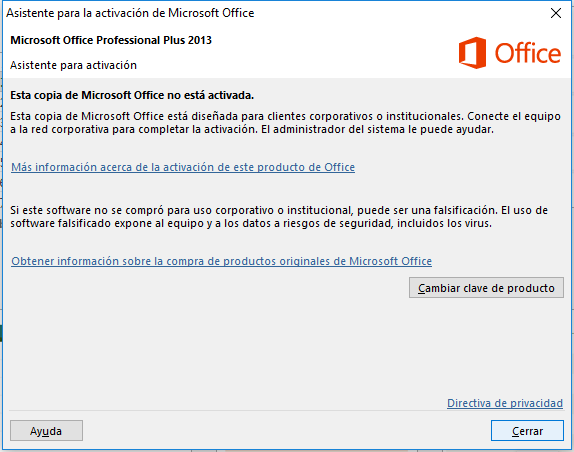 Asistente para la activación de Microsoft Office
Microsoft Office Professional Plus 2013
Asistente para activación
Office
Esta copia de Microsoft Office no está activada.
Esta copia de Microsoft Office está diseñada para clientes corporativos o institucionales. Conecte el equipo
a la red corporativa para completar la activación. El administrador del sistema le puede ayudar.
Más información acerca de la activación de este producto de Office
Si este software no se compró para uso corporativo o institucional, puede ser una falsificación. El uso de
software falsificado expone al equipo y a los datos a riesgos de seguridad, incluidos los virus.
Obtener información sobre la compra de productos originales de Microsoft Office
Cambiar clave de producto
Directiva de privacidad
Ayuda
Cerrar